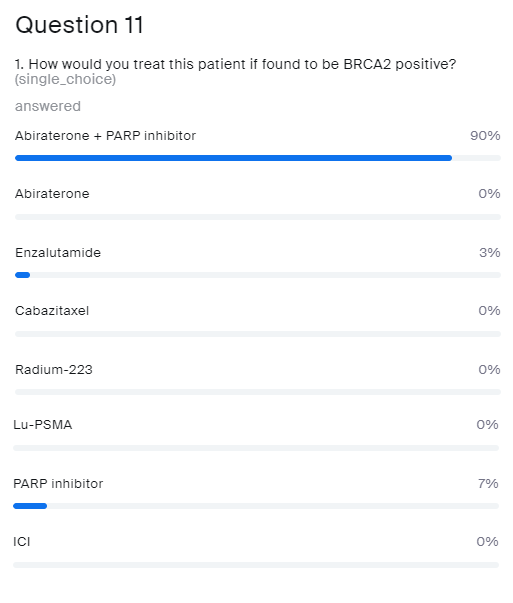 Question 11
1. How would you treat this patient if found to be BRCA2 positive?
(single_choice)
answered
Abiraterone + PARP inhibitor 90%
Abiraterone 0%
Enzalutamide 3%
Cabazitaxel 0%
Radium-223 0%
Lu-PSMA 0%
PARP inhibitor 7%
ICI 0%